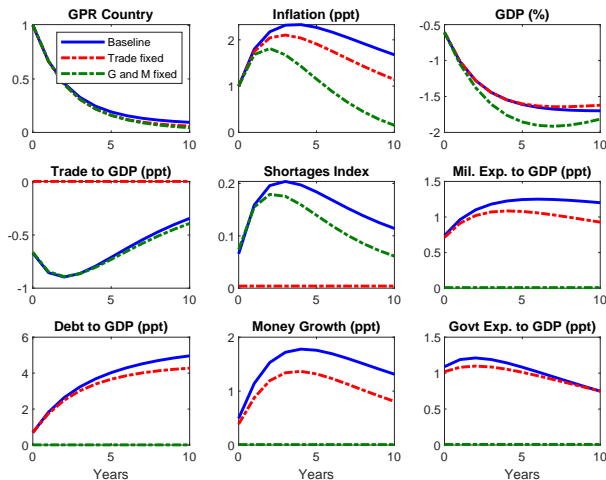 GPR Country
1
0.5
0
0 5 10
Baseline
Trade fixed
G and M fixed
Inflation (ppt)
2
1
0
0 5 10
GDP (%)
-0.5
-1
-1.5
-2
0 5 10
Trade to GDP (ppt)
0
-0.5
-1
0 5 10
Shortages Index
0.2
0.1
0
0 5 10
Mil. Exp. to GDP (ppt)
1.5
1
0.5
0
0 5 10
Debt to GDP (ppt)
6
4
2
0
0 5 10
Years
Money Growth (ppt)
2
1
0
0 5 10
Years
Govt Exp. to GDP (ppt)
1.5
1
0.5
0
0 5 10
Years